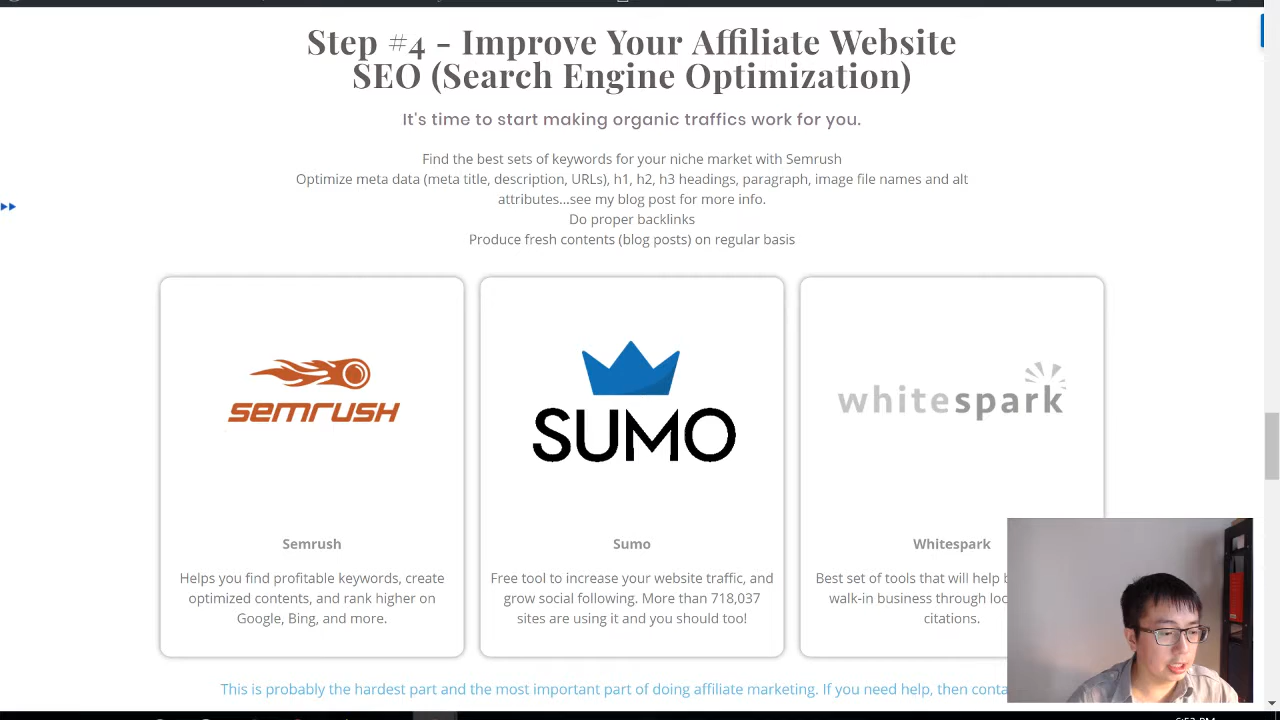 Step #4 - Improve Your Affiliate Website
SEO (Search Engine Optimization)
It's time to start making organic traffics work for you.
Find the best sets of keywords for your niche market with Semrush
Optimize meta data (meta title, description, URLs), h1, h2, h3 headings, paragraph, image file names and alt
attributes...see my blog post for more info.
Do proper backlinks
Produce fresh contents (blog posts) on regular basis
semrush
SUMO
whitespark
Semrush
Helps you find profitable keywords, create
optimized contents, and rank higher on
Google, Bing, and more.
Sumo
Free tool to increase your website traffic, and
grow social following. More than 718,037
sites are using it and you should too!
Whitespark
Best set of tools that will help
walk-in business through
citations.
This is probably the hardest part and the most important part of doing affiliate marketing. If you need help, then